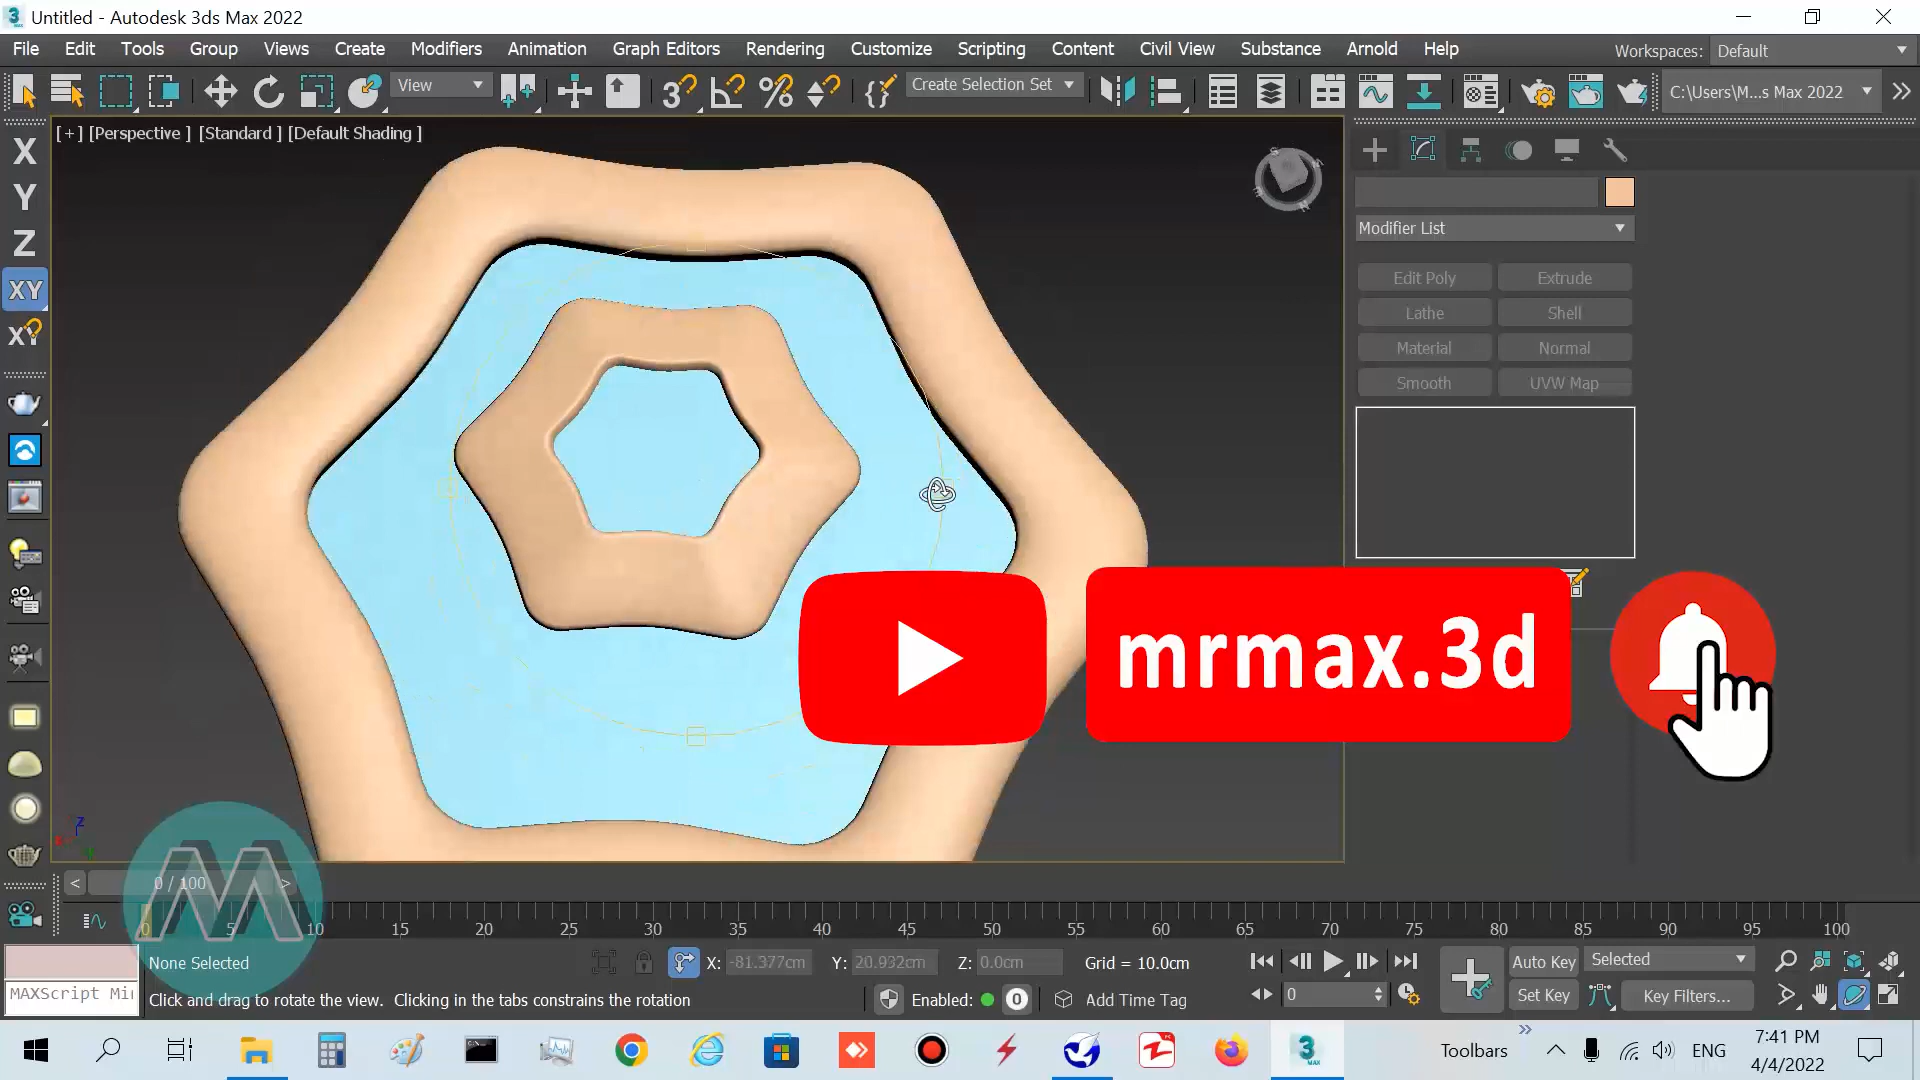 Untitled - Autodesk 3ds Max 2022
File Edit Tools Group Views Create Modifiers Animation Graph Editors Rendering Customize Scripting Content Civil View Substance Arnold Help
Workspaces: Default
View
Create Selection Set
C:\Users\M...s Max 2022
[+] [Perspective ] [Standard ] [Default Shading ]
X
Y
Z
XY
XY
Modifier List
Edit Poly Extrude
Lathe Shell
Material Normal
Smooth UVW Map
mrmax.3d
0 / 100
0 5 10 15 20 25 30 35 40 45 50 55 60 65 70 75 80 85 90 95 100
None Selected
X: -81.377cm Y: 20.932cm Z: 0.0cm Grid = 10.0cm
Auto Key Selected
MAXScript Mi
Click and drag to rotate the view. Clicking in the tabs constrains the rotation
Enabled: 0
Add Time Tag
0
Set Key Key Filters...
Toolbars
ENG
7:41 PM
4/4/2022